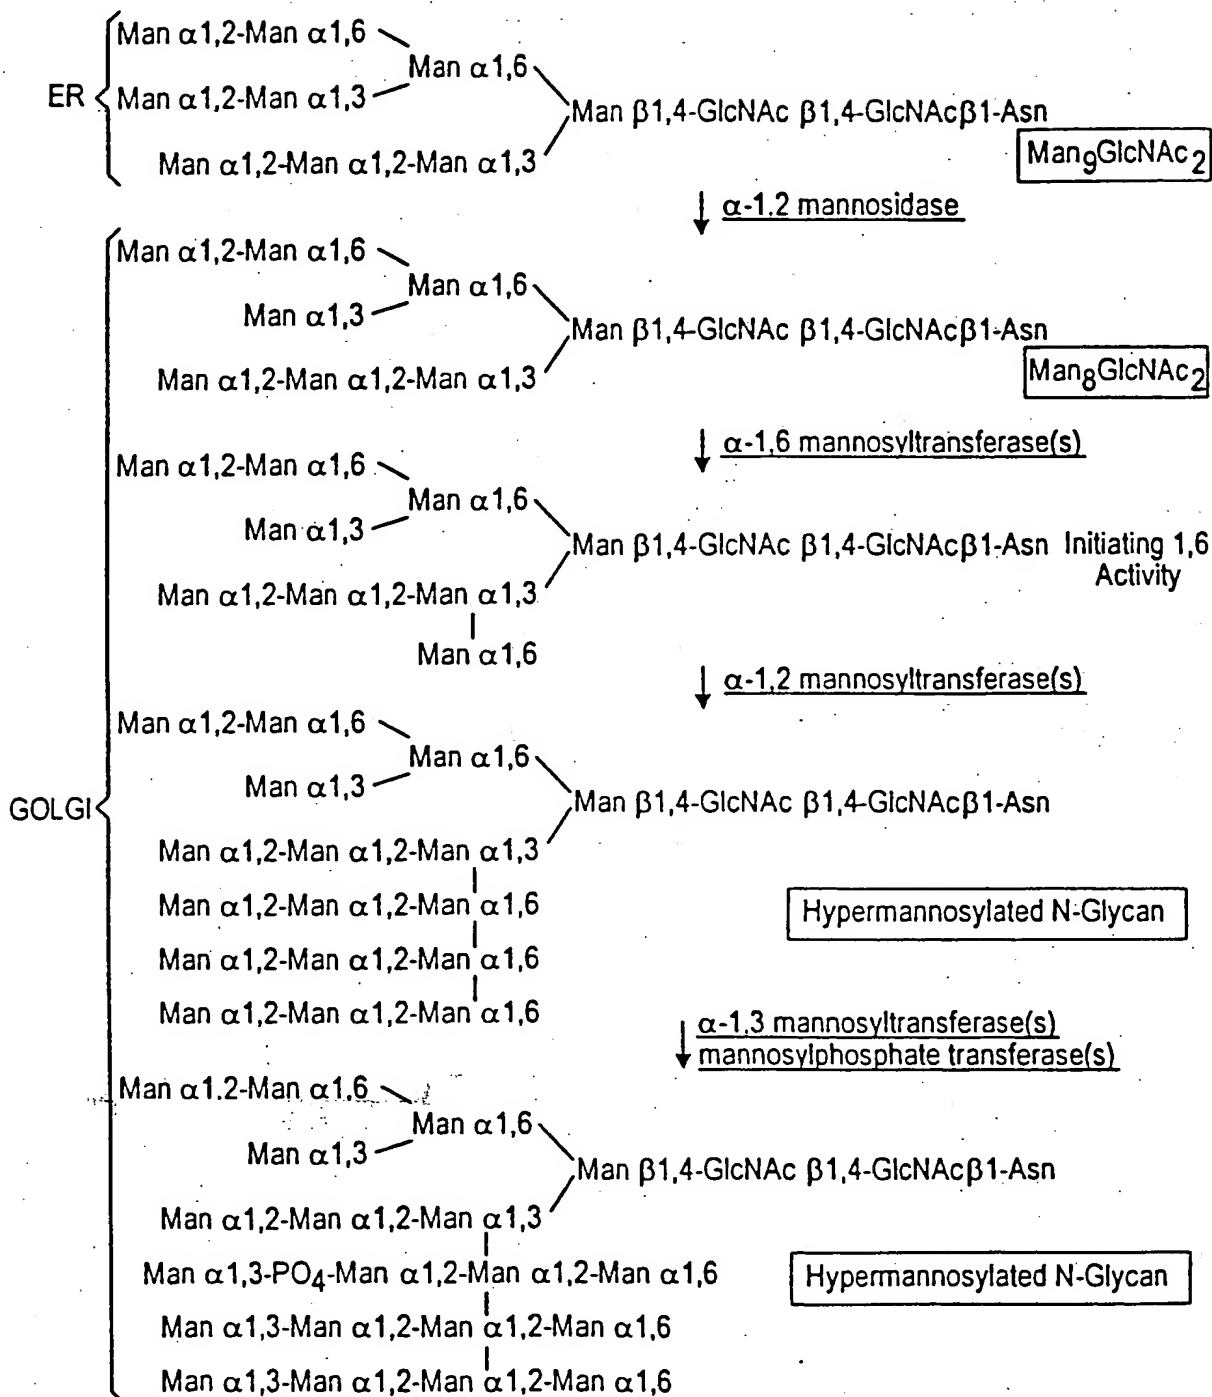 Man α1,2-Man α1,6
Man α1,6
ER
Man α1,2-Man α1,3
Man β1,4-GlcNAc β1,4-GlcNAcβ1-Asn
Man α1,2-Man α1,2-Man α1,3
Man9GlcNAc2
α-1.2 mannosidase
Man α1,2-Man α1,6
Man α1,6
Man α1,3
Man β1,4-GlcNAc β1,4-GlcNAcβ1-Asn
Man α1,2-Man α1,2-Man α1,3
Man8GlcNAc2
α-1,6 mannosyltransferase(s)
Man α1,2-Man α1,6
Man α1,6
Man α1,3
Man β1,4-GlcNAc β1,4-GlcNAcβ1-Asn Initiating 1,6
Activity
Man α1,2-Man α1,2-Man α1,3
Man α1,6
α-1,2 mannosyltransferase(s)
Man α1,2-Man α1,6
Man α1,6
Man α1,3
GOLGI
Man β1,4-GlcNAc β1,4-GlcNAcβ1-Asn
Man α1,2-Man α1,2-Man α1,3
Man α1,2-Man α1,2-Man α1,6
Hypermannosylated N-Glycan
Man α1,2-Man α1,2-Man α1,6
Man α1,2-Man α1,2-Man α1,6
α-1,3 mannosyltransferase(s)
mannosylphosphate transferase(s)
Man α1.2-Man α1,6
Man α1,6
Man α1,3
Man β1,4-GlcNAc β1,4-GlcNAcβ1-Asn
Man α1,2-Man α1,2-Man α1,3
Man α1,3-PO4-Man α1,2-Man α1,2-Man α1,6
Hypermannosylated N-Glycan
Man α1,3-Man α1,2-Man α1,2-Man α1,6
Man α1,3-Man α1,2-Man α1,2-Man α1,6